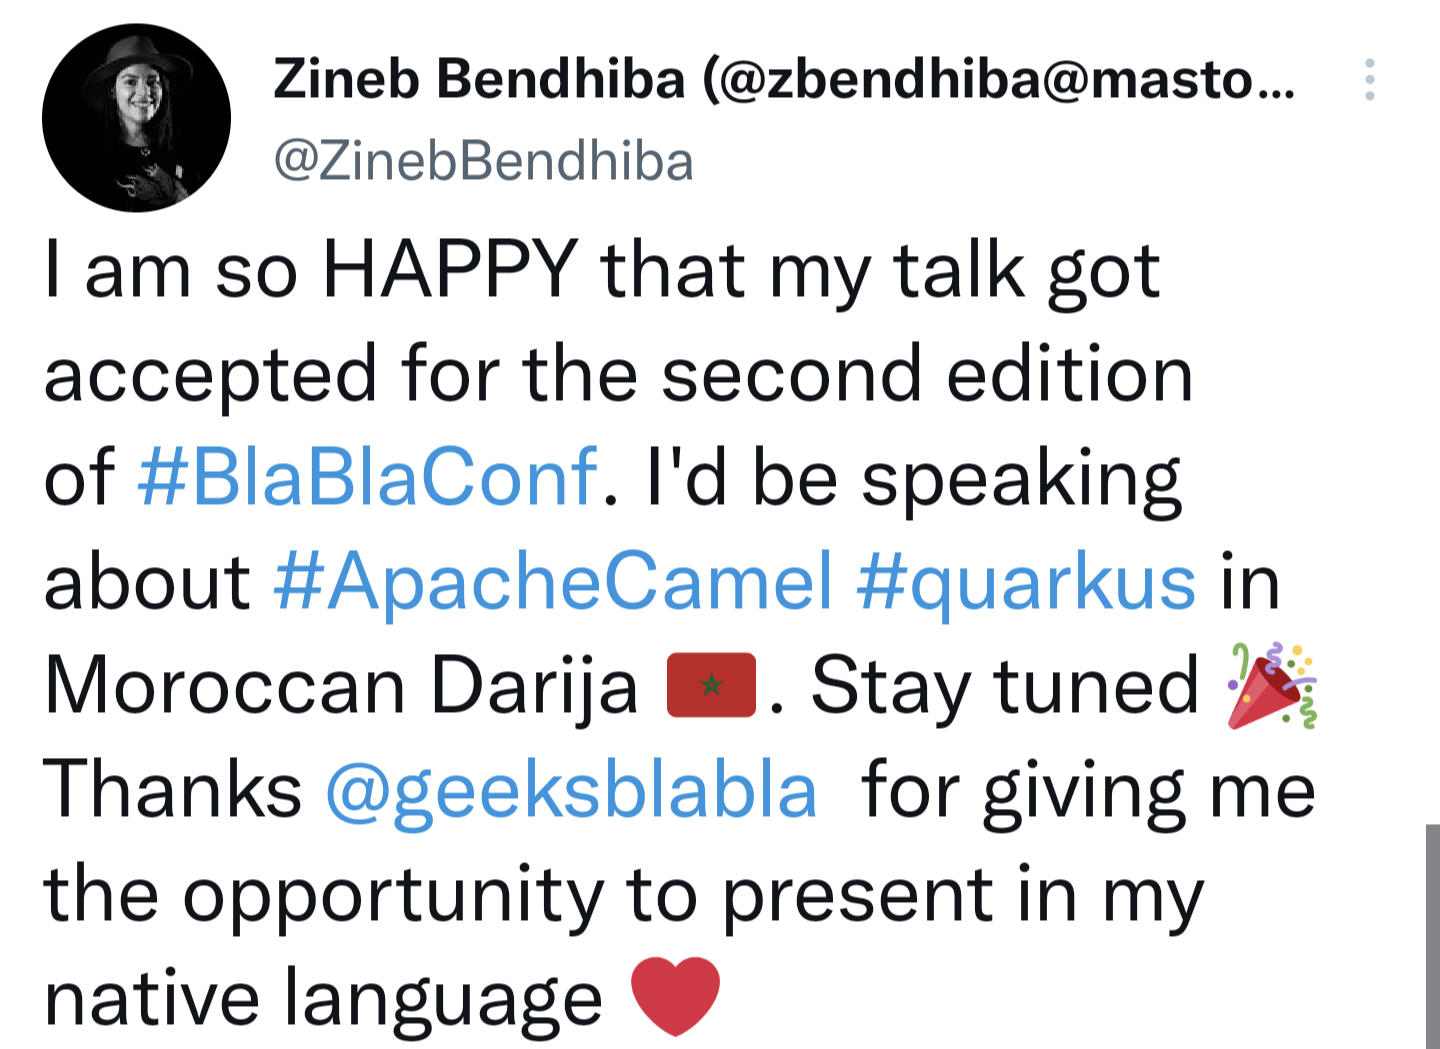 Zineb Bendhiba (@zbendhiba@masto...
@ZinebBendhiba
I am so HAPPY that my talk got
accepted for the second edition
of #BlaBlaConf. I'd be speaking
about #ApacheCamel #quarkus in
Moroccan Darija 🇲🇦. Stay tuned 🎉
Thanks @geeksblabla  for giving me
the opportunity to present in my
native language ❤️